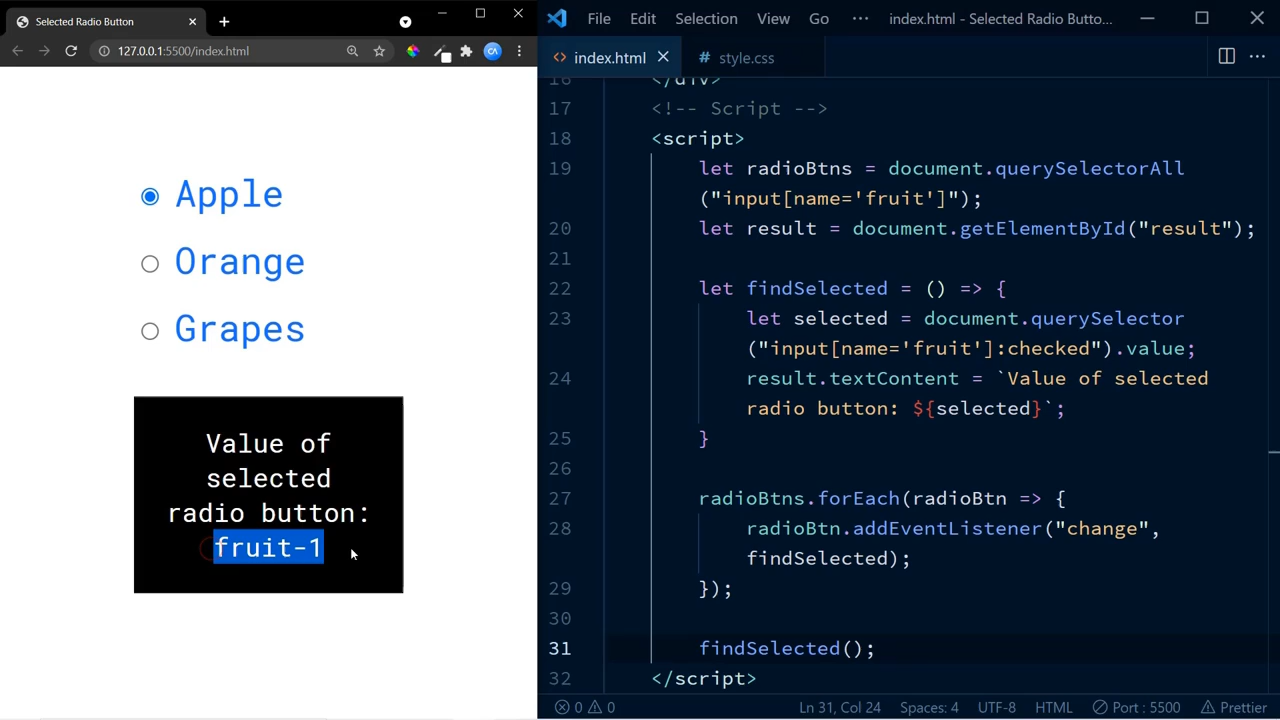 Selected Radio Button
127.0.0.1:5500/index.html
CA
Apple
Orange
Grapes
Value of
selected
radio button:
fruit-1
File Edit Selection View Go ··· index.html - Selected Radio Butto...
index.html # style.css
16 </div>
17 <!-- Script -->
18 <script>
19 let radioBtns = document.querySelectorAll
("input[name='fruit']");
20 let result = document.getElementById("result");
21
22 let findSelected = () => {
23 let selected = document.querySelector
("input[name='fruit']:checked").value;
24 result.textContent = `Value of selected
radio button: ${selected}`;
25 }
26
27 radioBtns.forEach(radioBtn => {
28 radioBtn.addEventListener("change",
findSelected);
29 });
30
31 findSelected();
32 </script>
0 0 Ln 31, Col 24 Spaces: 4 UTF-8 HTML Port : 5500 Prettier